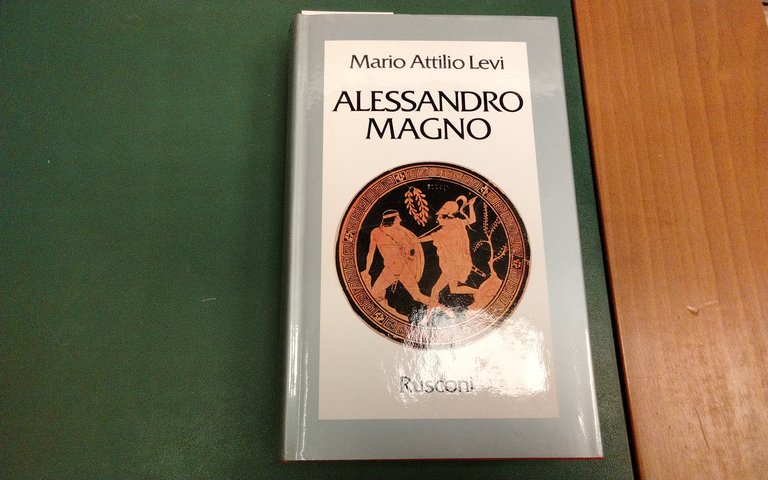 Mario Attilio Levi
ALESSANDRO
MAGNO
Rusconi